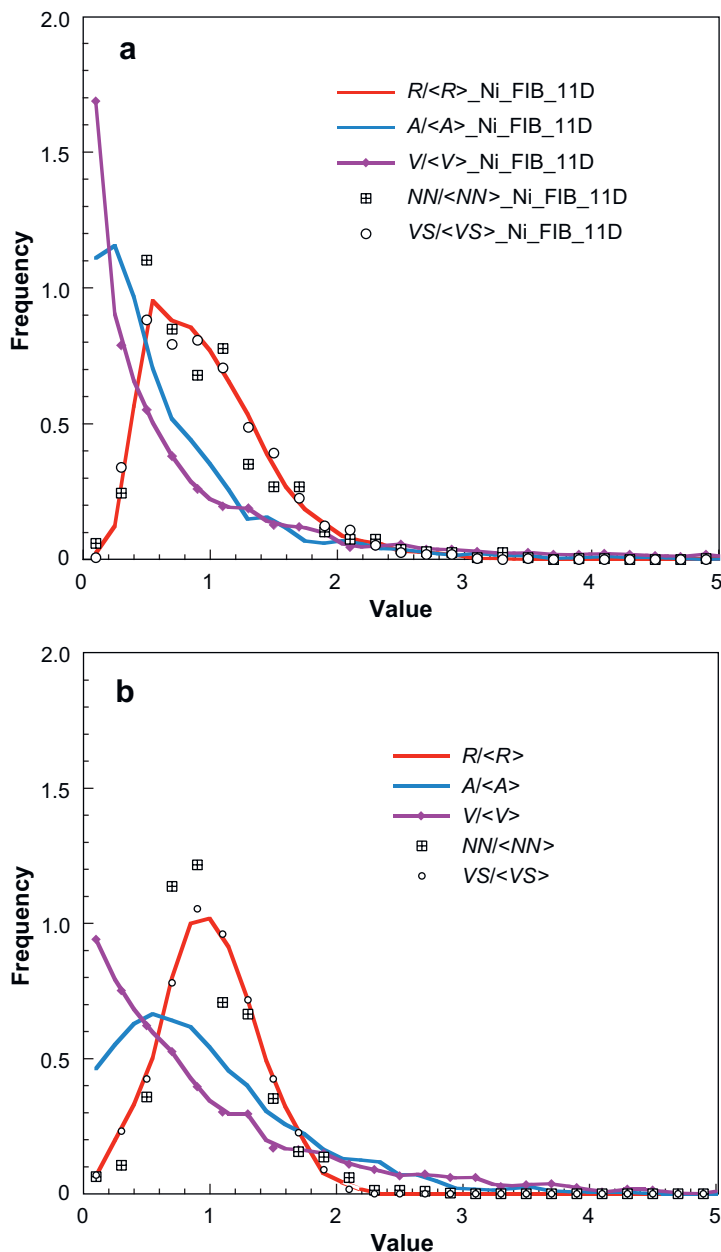 2.0
a
R/<R>_Ni_FIB_11D
A/<A>_Ni_FIB_11D
1.5
V/<V>_Ni_FIB_11D
NN/<NN>_Ni_FIB_11D
VS/<VS>_Ni_FIB_11D
Frequency
1.0
0.5
0
0 1 2 3 4 5
Value
2.0
b
R/<R>
1.5
A/<A>
V/<V>
NN/<NN>
VS/<VS>
Frequency
1.0
0.5
0
0 1 2 3 4 5
Value